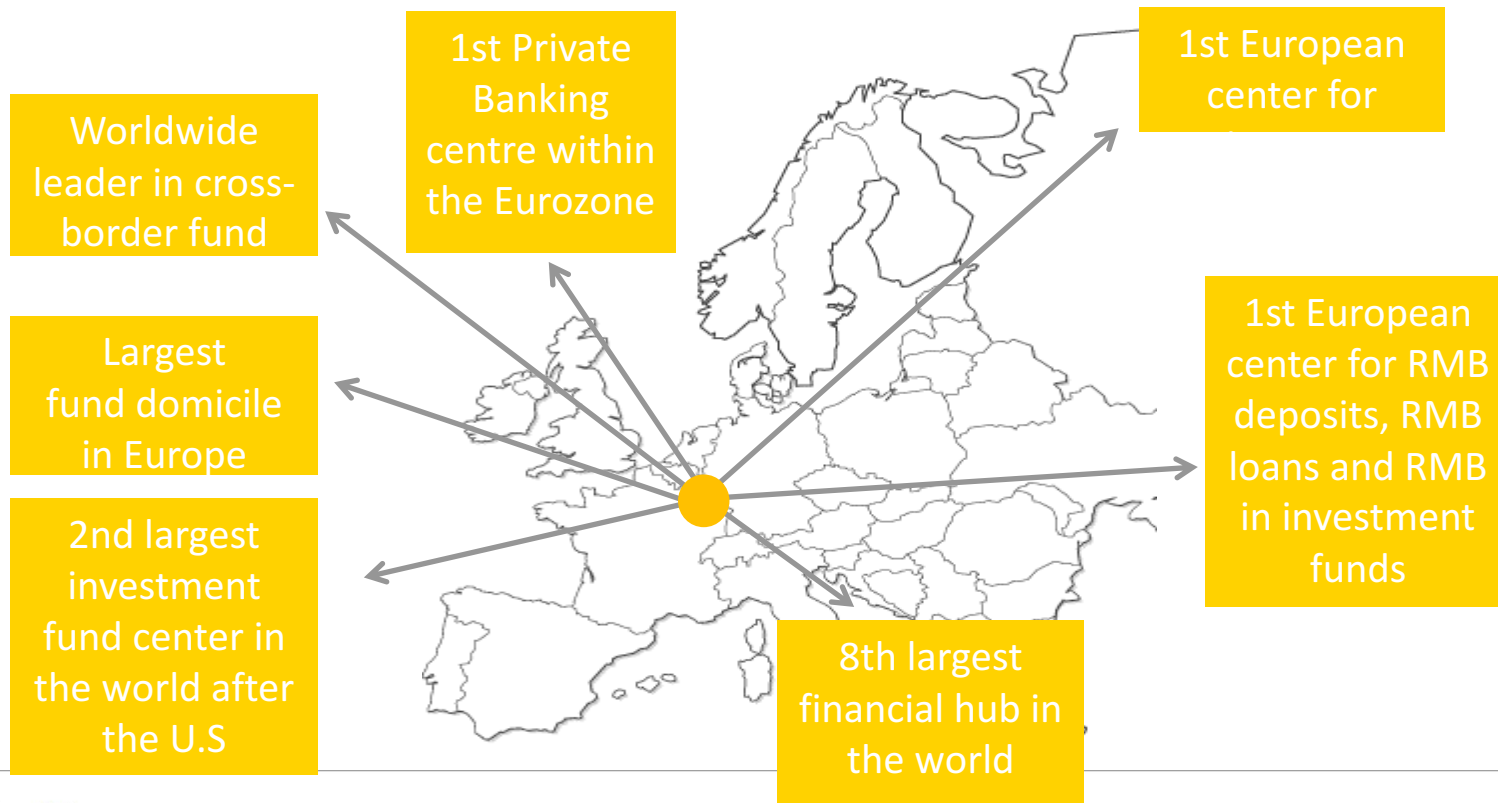 1st Private
Banking
centre within
the Eurozone
1st European
center for
Worldwide
leader in cross-
border fund
Largest
fund domicile
in Europe
1st European
center for RMB
deposits, RMB
loans and RMB
in investment
funds
2nd largest
investment
fund center in
the world after
the U.S
8th largest
financial hub in
the world